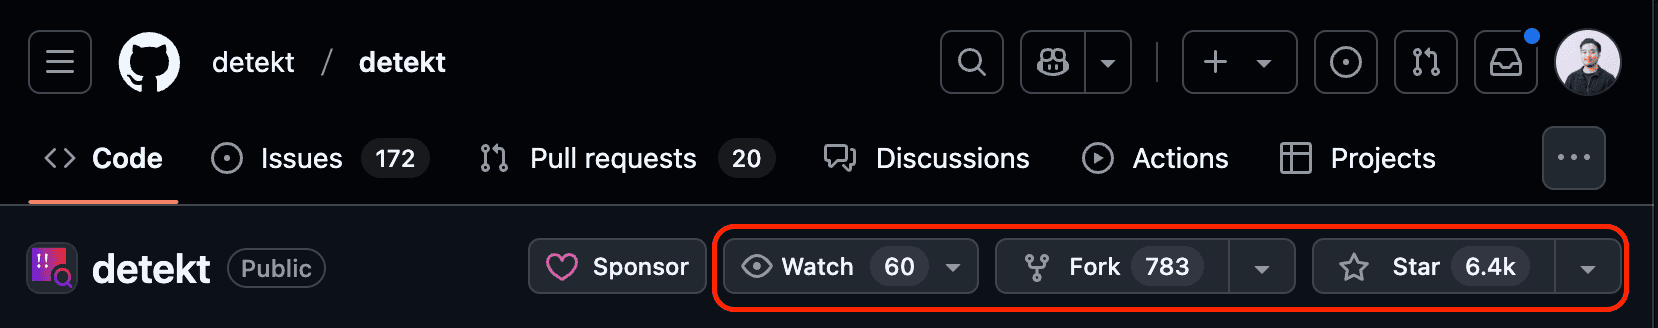 detekt / detekt
Code Issues 172 Pull requests 20 Discussions Actions Projects
!! detekt Public Sponsor Watch 60 Fork 783 Star 6.4k